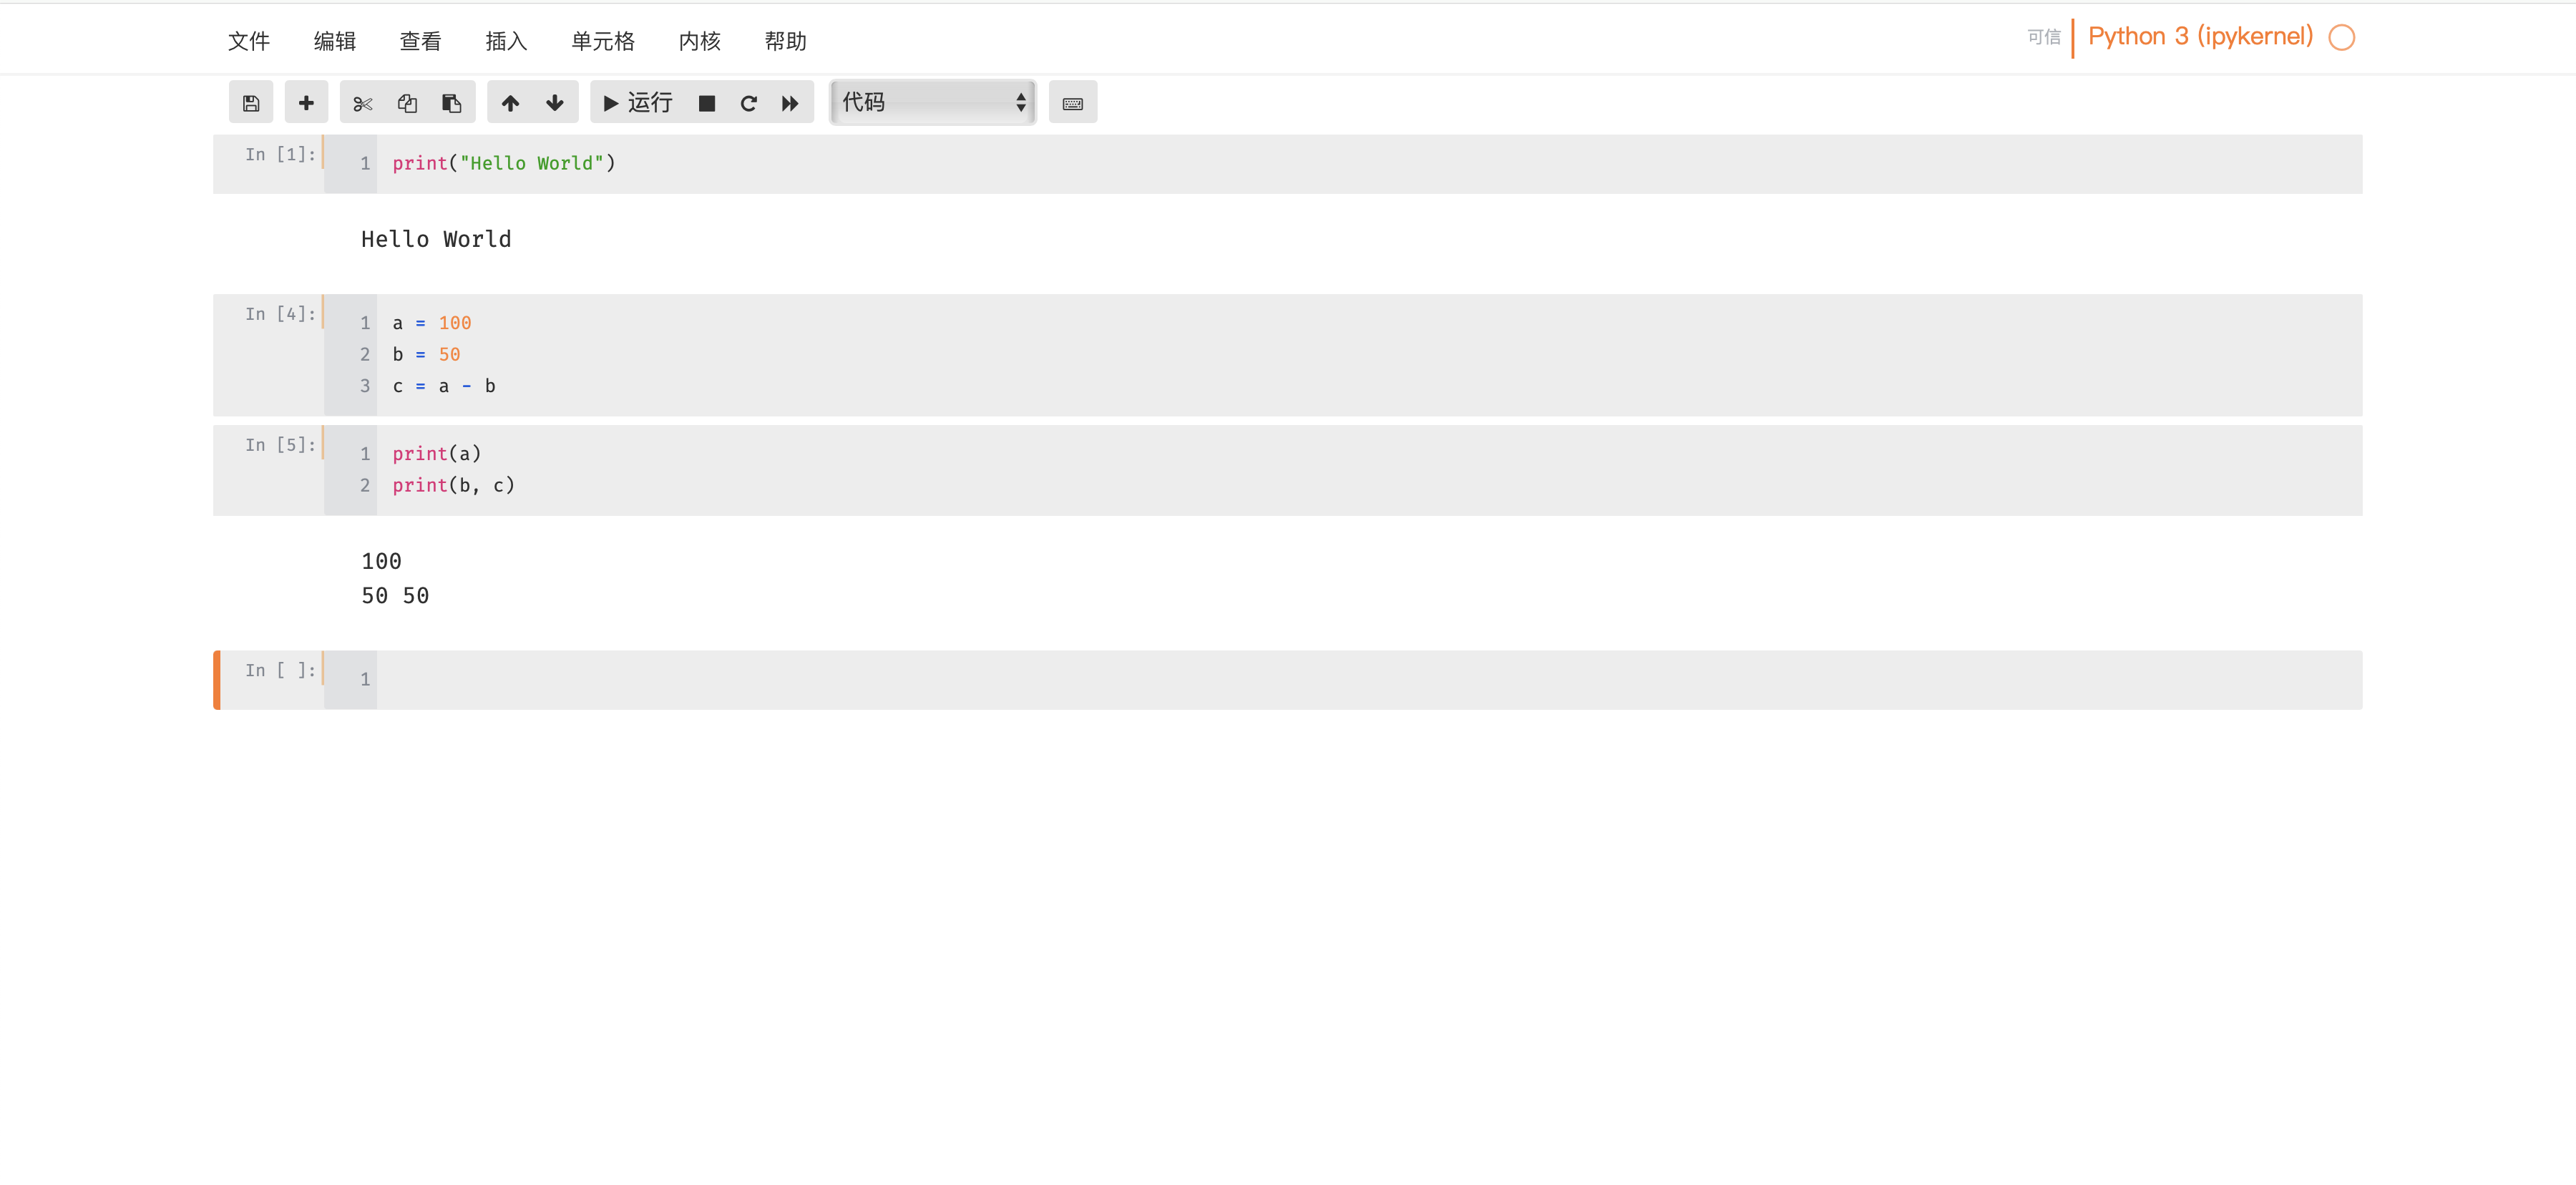 文件 编辑 查看 插入 单元格 内核 帮助 可信 Python 3 (ipykernel)
运行 代码
In [1]: 1 print("Hello World")
Hello World
In [4]: 1 a = 100
2 b = 50
3 c = a - b
In [5]: 1 print(a)
2 print(b, c)
100
50 50
In [ ]: 1